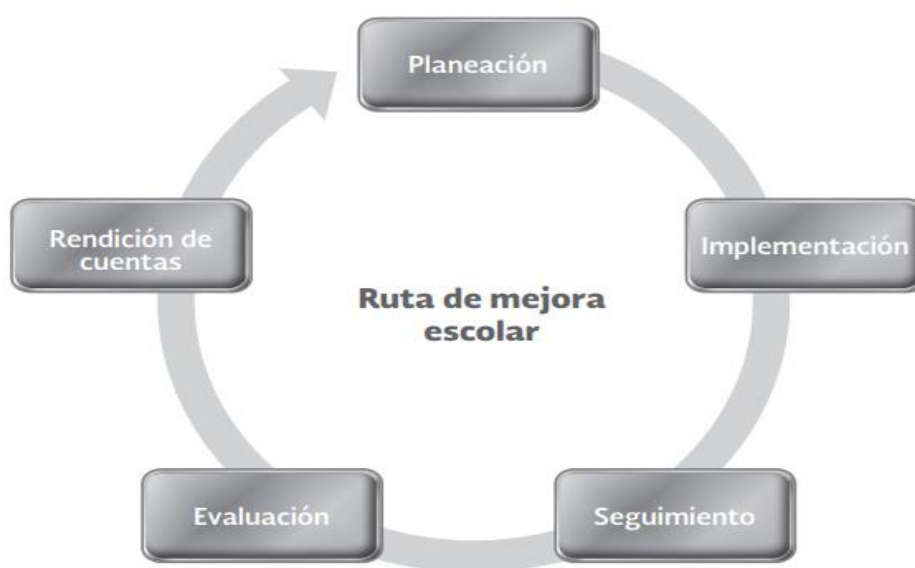 Planeación
Rendición de
cuentas
Implementación
Ruta de mejora
escolar
Evaluación
Seguimiento